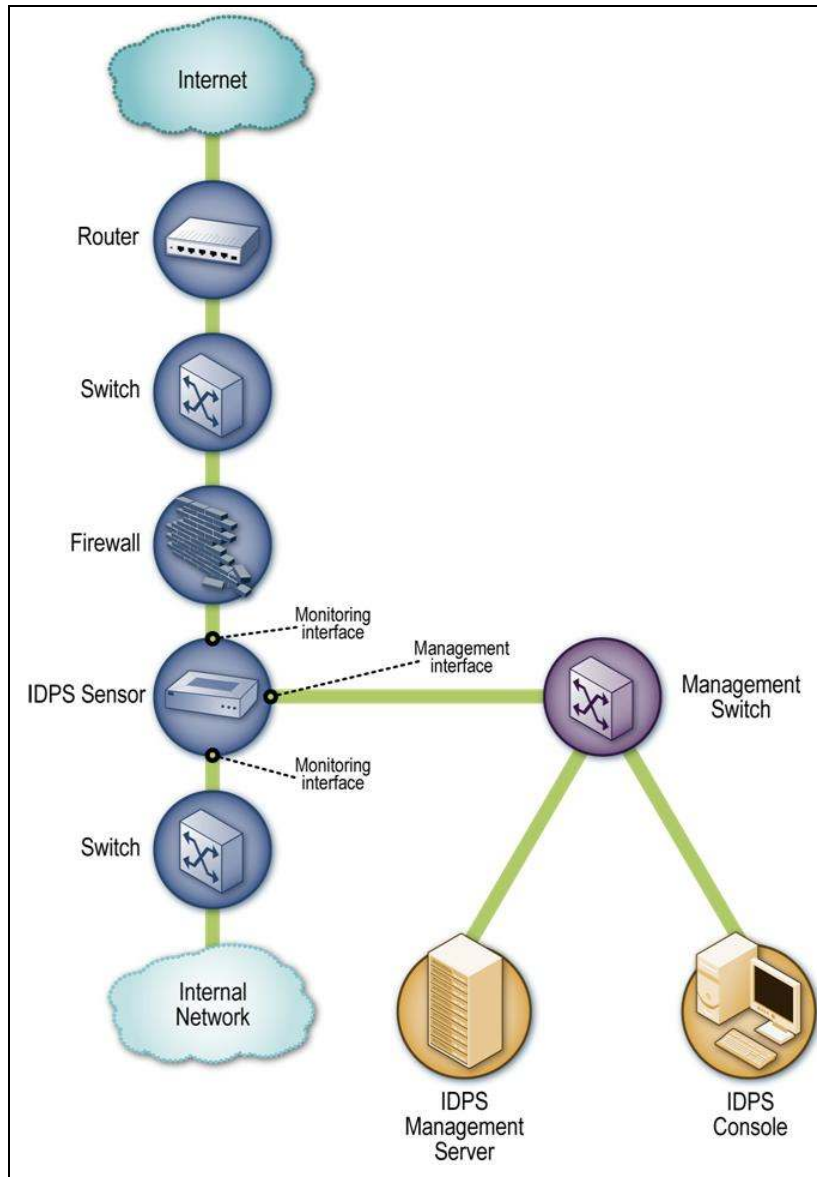 Internet
Router
Switch
Firewall
Monitoring
interface
Management
interface
IDPS Sensor
Management
Switch
Monitoring
interface
Switch
Internal
Network
IDPS
Management
Server
IDPS
Console